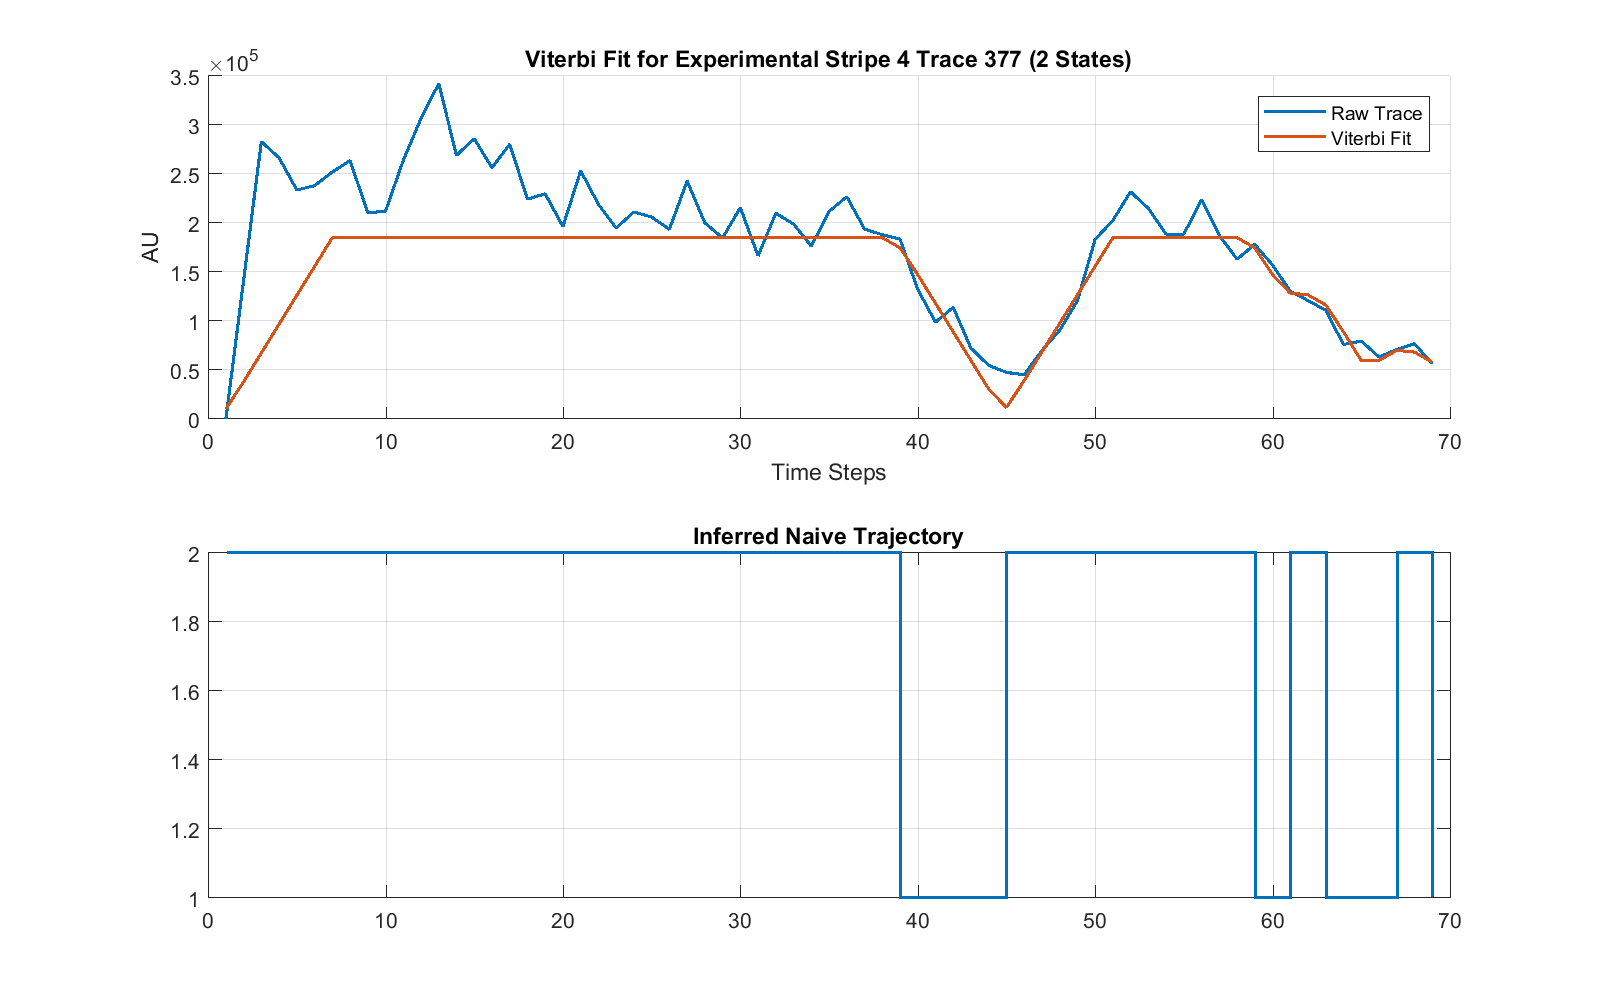 Viterbi Fit for Experimental Stripe 4 Trace 377 (2 States)
×10^5
3.5
3
2.5
2
1.5
1
0.5
0
AU
Raw Trace
Viterbi Fit
0 10 20 30 40 50 60 70
Time Steps
Inferred Naive Trajectory
2
1.8
1.6
1.4
1.2
1
0 10 20 30 40 50 60 70